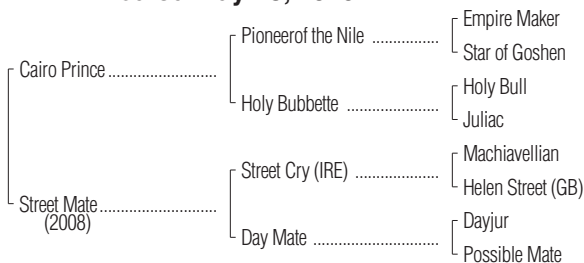 Empire Maker
Pioneerof the Nile ..................
Star of Goshen
Cairo Prince .............................
Holy Bull
Holy Bubbette ........................
Juliac
Machiavellian
Street Cry (IRE) ......................
Helen Street (GB)
Street Mate ...............................
(2008)
Dayjur
Day Mate .................................
Possible Mate